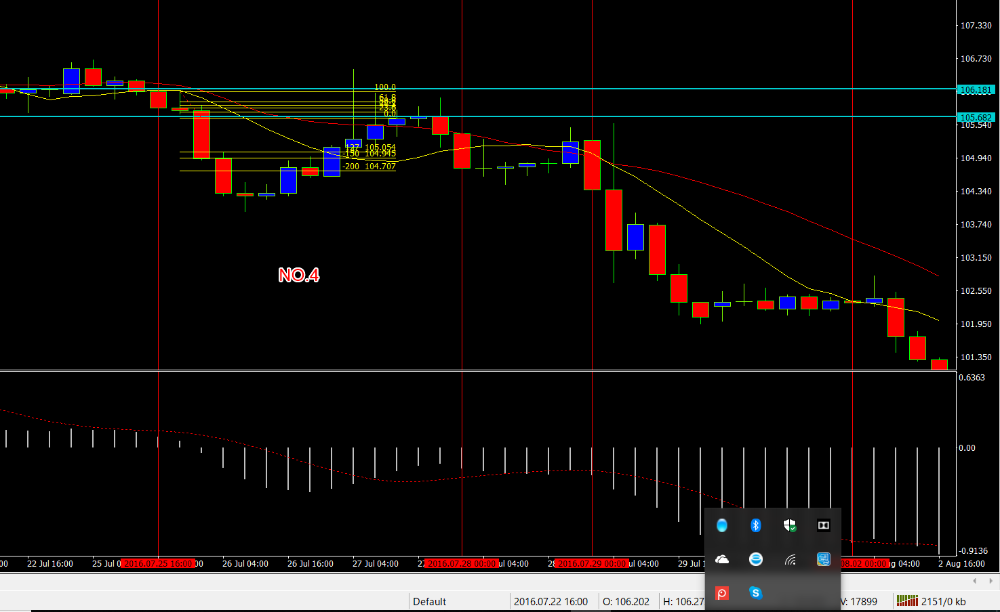 107.330
106.730
106.181
105.682
105.540
104.940
104.340
103.740
103.150
102.550
101.950
101.350
100.0
61.8
0.0
127 105.054
-150 104.945
-200 104.707
NO.4
0.6363
0.00
-0.9136
22 Jul 16:00
25 Jul
2016.07.25 16:00
26 Jul 04:00
26 Jul 16:00
27 Jul 04:00
2016.07.28 00:00
Jul 04:00
28
2016.07.29 00:00
Jul 04:00
29 Jul
08.02 00:00
04:00
2 Aug 16:00
Default
2016.07.22 16:00
O: 106.202
H: 106.27
V: 17899
2151/0 kb